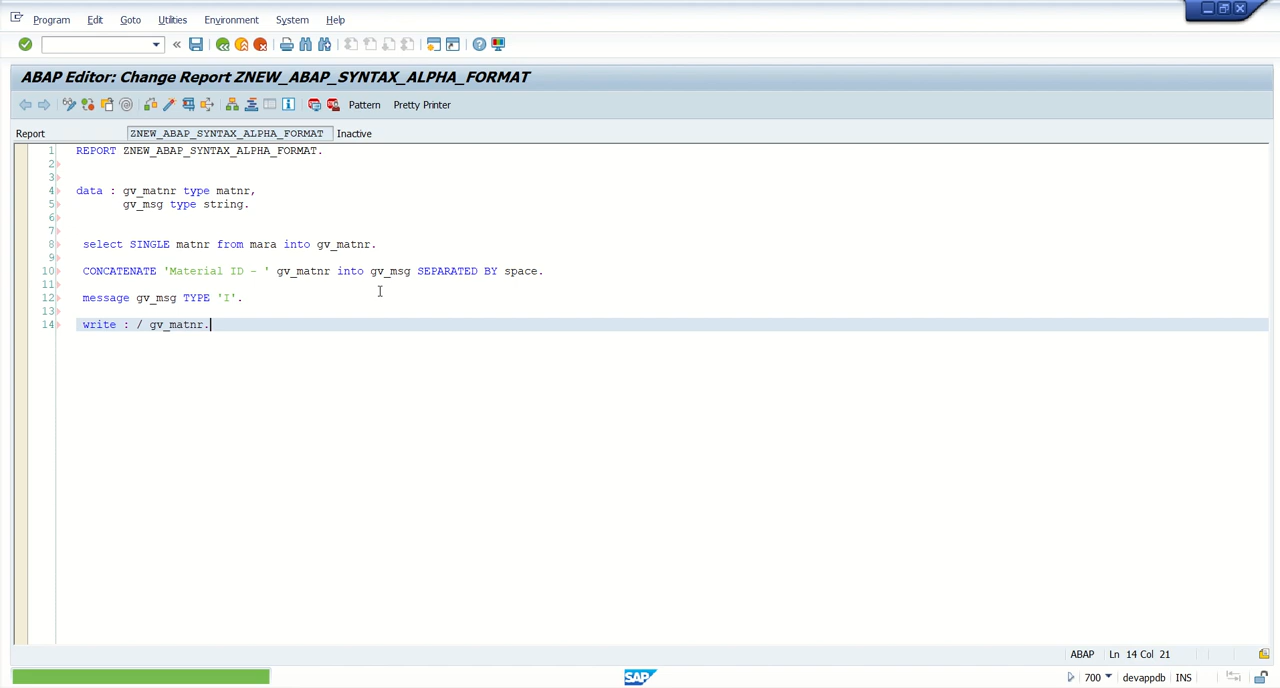 Program Edit Goto Utilities Environment System Help
ABAP Editor: Change Report ZNEW_ABAP_SYNTAX_ALPHA_FORMAT
Pattern Pretty Printer
Report ZNEW_ABAP_SYNTAX_ALPHA_FORMAT Inactive
1 REPORT ZNEW_ABAP_SYNTAX_ALPHA_FORMAT.
2
3
4 data : gv_matnr type matnr,
5 gv_msg type string.
6
7
8 select SINGLE matnr from mara into gv_matnr.
9
10 CONCATENATE 'Material ID - ' gv_matnr into gv_msg SEPARATED BY space.
11
12 message gv_msg TYPE 'I'.
13
14 write : / gv_matnr.
ABAP Ln 14 Col 21
SAP 700 devappdb INS